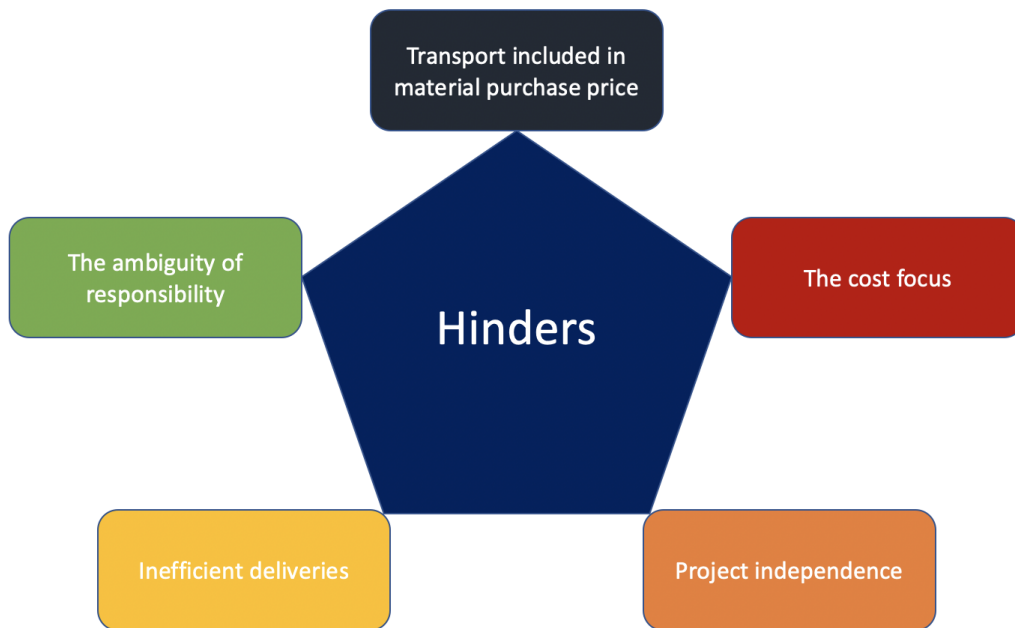 Transport included in
material purchase price
The ambiguity of
responsibility
The cost focus
Hinders
Inefficient deliveries
Project independence